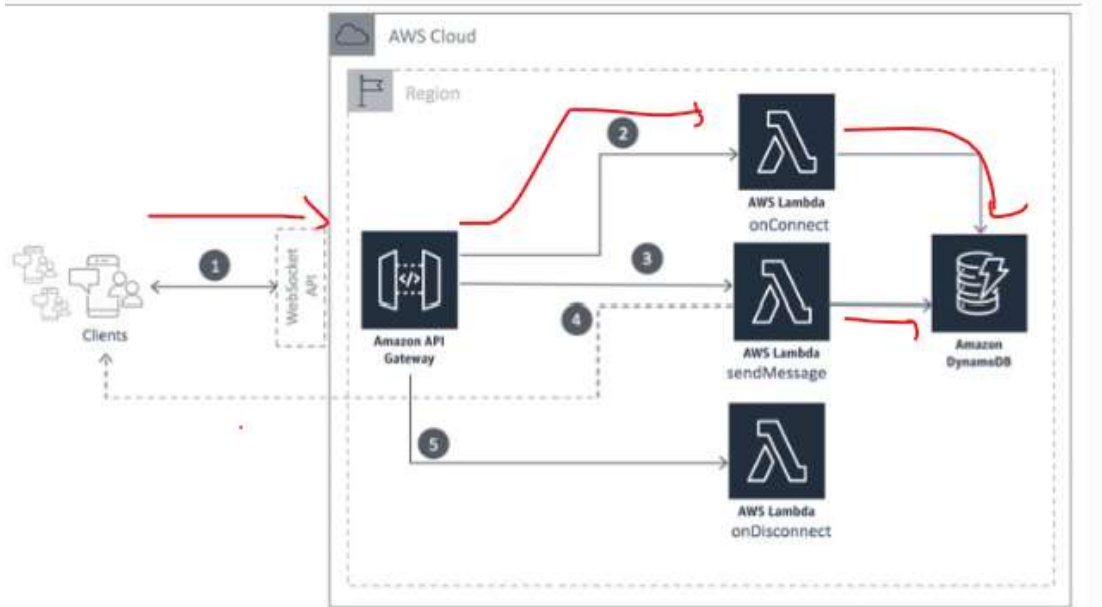 AWS Cloud
Region
2
AWS Lambda
onConnect
1
WebSocket
API
3
Clients
4
Amazon API
Gateway
AWS Lambda
sendMessage
Amazon
DynamoDB
5
AWS Lambda
onDisconnect